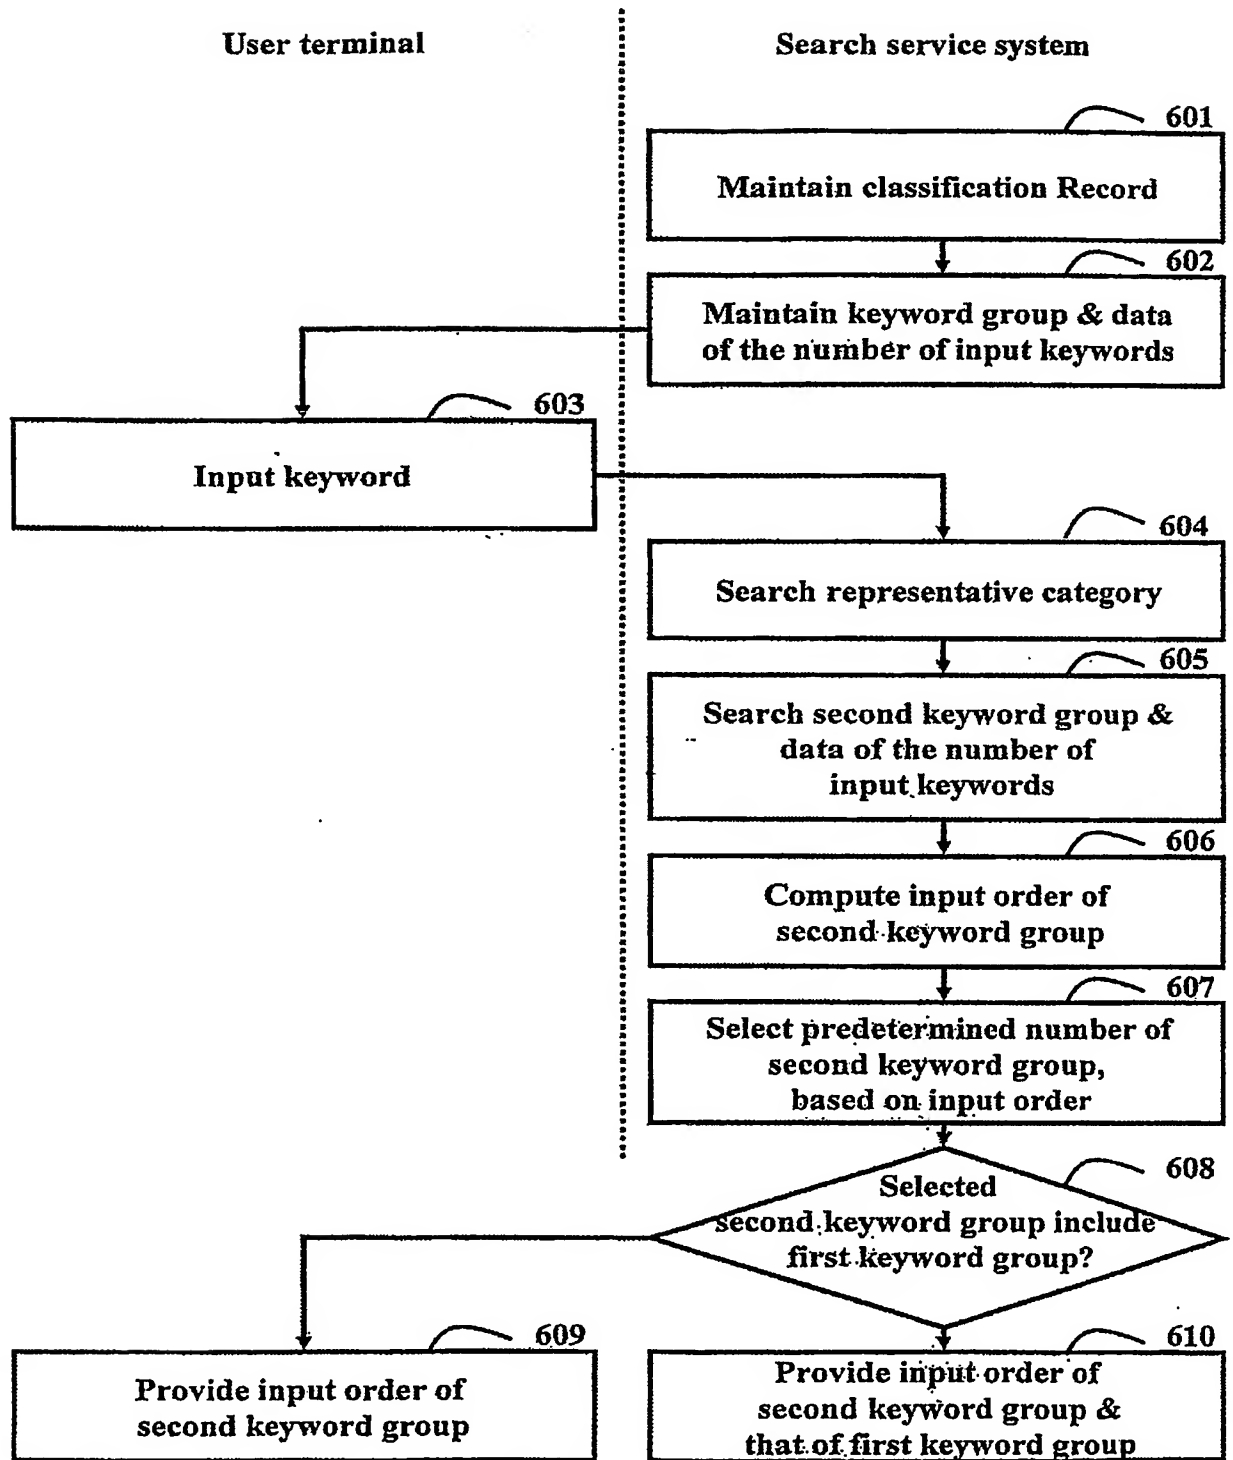 User terminal
Search service system
601
Maintain classification Record
602
Maintain keyword group & data
of the number of input keywords
603
Input keyword
604
Search representative category
605
Search second keyword group &
data of the number of
input keywords
606
Compute input order of
second keyword group
607
Select predetermined number of
second keyword group,
based on input order
608
Selected
second keyword group include
first keyword group?
609
Provide input order of
second keyword group
610
Provide input order of
second keyword group &
that of first keyword group